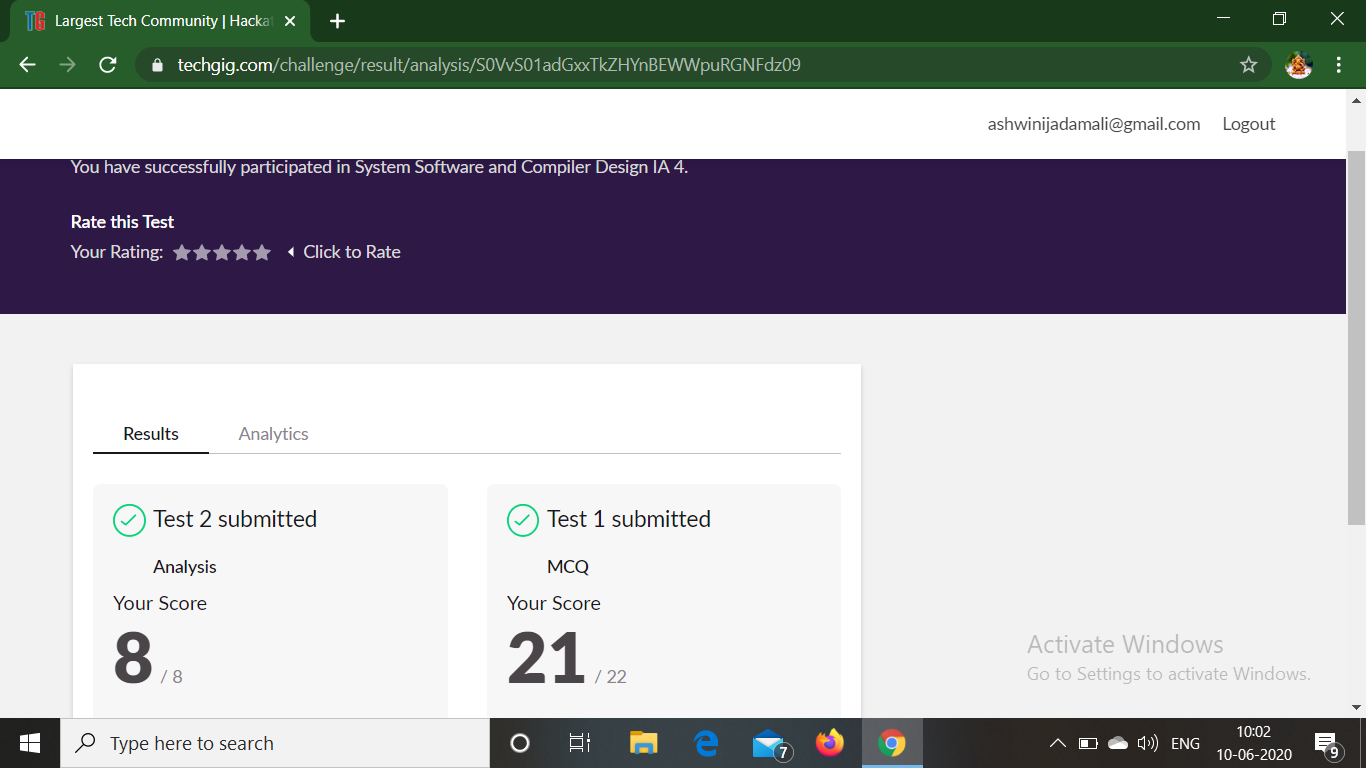 TG Largest Tech Community | Hacka
techgig.com/challenge/result/analysis/S0VvS01adGxxTkZHYnBEWWpuRGNFdz09
ashwinijadamali@gmail.com Logout
You have successfully participated in System Software and Compiler Design IA 4.
Rate this Test
Your Rating: Click to Rate
Results Analytics
Test 2 submitted Test 1 submitted
Analysis MCQ
Your Score Your Score
8 / 8 21 / 22
Activate Windows
Go to Settings to activate Windows.
Type here to search
7
ENG
10:02
10-06-2020
9